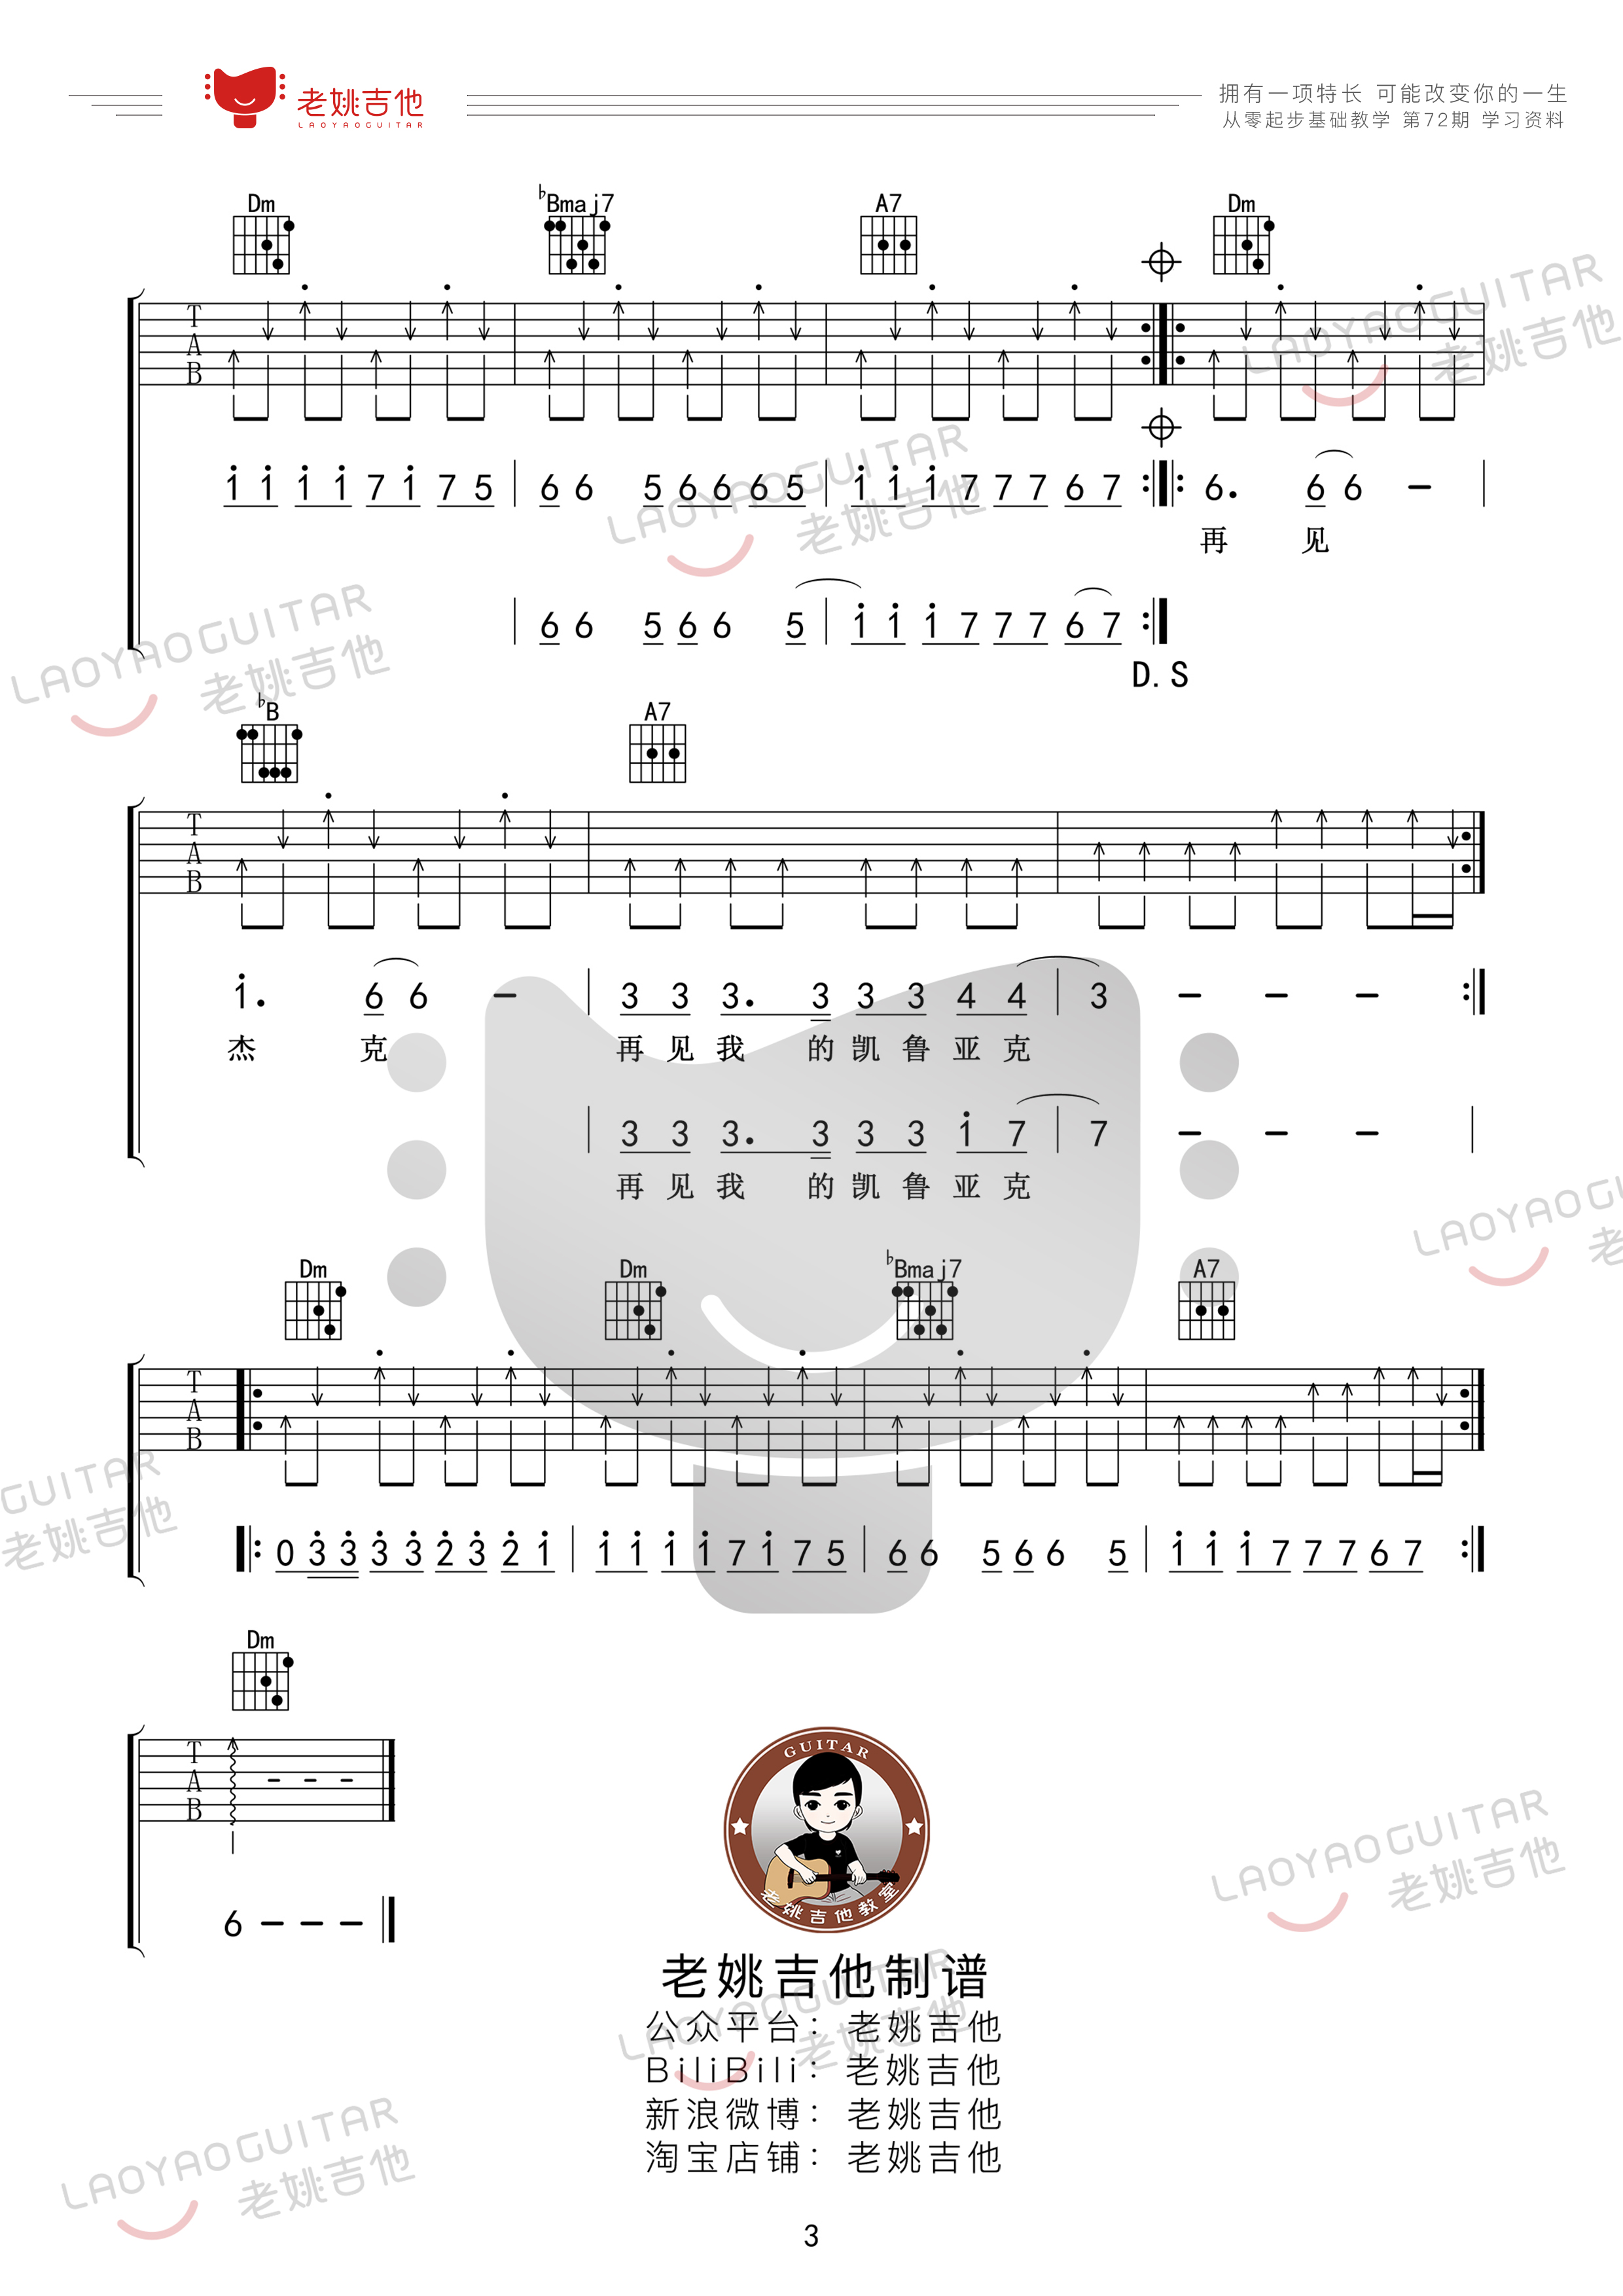 老姚吉他
LAOYAOGUITAR
拥有一项特长 可能改变你的一生
从零起步基础教学 第72期 学习资料
Dm ♭Bmaj7 A7 Dm
T
A
B
1 1 1 1 7 1 7 5 | 6 6 5 6 6 6 5 | 1 1 1 7 7 7 6 7 :‖: 6. 6 6 - |
再 见
| 6 6 5 6 6 5 | 1 1 1 7 7 7 6 7 :‖
D.S
♭B A7
T
A
B
1. 6 6 - | 3 3 3. 3 3 3 4 4 | 3 - - - :‖
杰 克 再 见 我 的 凯 鲁 亚 克
| 3 3 3. 3 3 3 1 7 | 7 - - - |
再 见 我 的 凯 鲁 亚 克
Dm Dm ♭Bmaj7 A7
T
A
B
‖: 0 3 3 3 3 2 3 2 1 | 1 1 1 1 7 1 7 5 | 6 6 5 6 6 5 | 1 1 1 7 7 7 6 7 :‖
Dm
T
A
B
6 - - - ‖
GUITAR
老姚吉他教室
老姚吉他制谱
公众平台：老姚吉他
BiliBili：老姚吉他
新浪微博：老姚吉他
淘宝店铺：老姚吉他
3